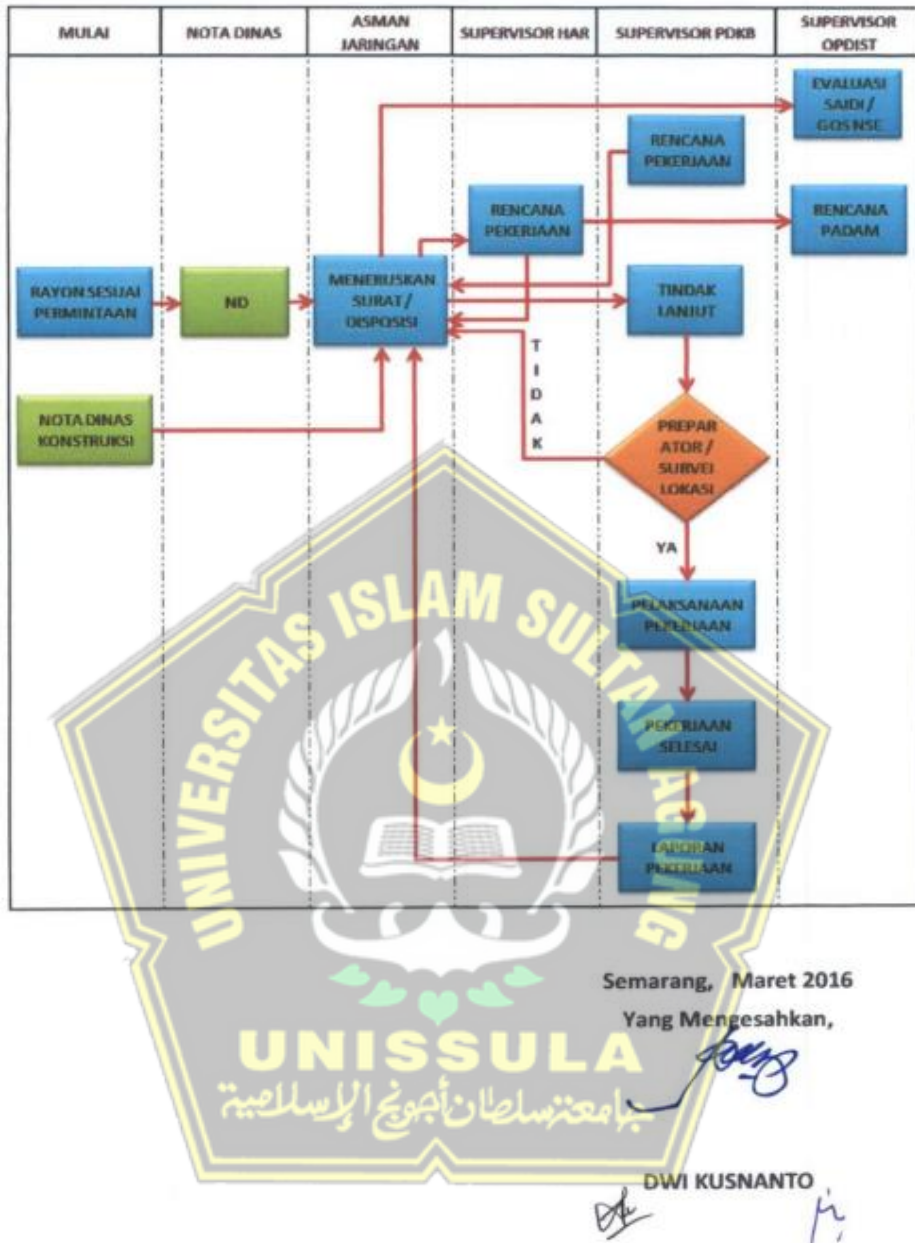 MULAI
NOTA DINAS
ASMAN
JARINGAN
SUPERVISOR HAR
SUPERVISOR PDKB
SUPERVISOR
OPDIST
EVALUASI
SAIDI /
GOSNSE
RENCANA
PEKERJAAN
RENCANA
PEKERJAAN
RENCANA
PADAM
RAYON SESUAI
PERMINTAAN
ND
MENERUSKAN
SURAT /
DISPOSISI
TINDAK
LANJUT
TIDAK
NOTA DINAS
KONSTRUKSI
PREPAR
ATOR /
SURVEI
LOKASI
YA
PELAKSANAAN
PEKERJAAN
PEKERJAAN
SELESAI
LAPORAN
PEKERJAAN
UNIVERSITAS ISLAM SULTAN AGUNG
UNISSULA
جامعة سلطان أجونج الإسلامية
Semarang, Maret 2016
Yang Mengesahkan,
DWI KUSNANTO